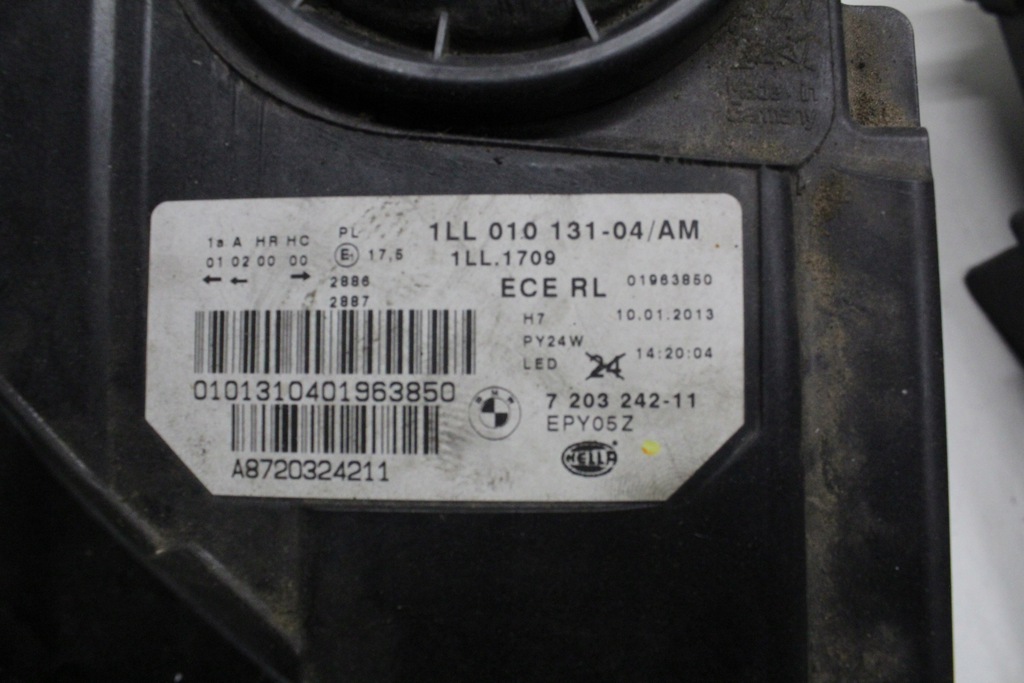 Made in
Germany
1LL 010 131-04/AM
1LL.1709
ECE RL 01963850
1a A HR HC PL
01 02 00 00 E1 17,5
← ← →
2886
2887
H7 10.01.2013
PY24W
LED 24 14:20:04
0101310401963850
BMW
7 203 242-11
EPY05Z
HELLA
A8720324211